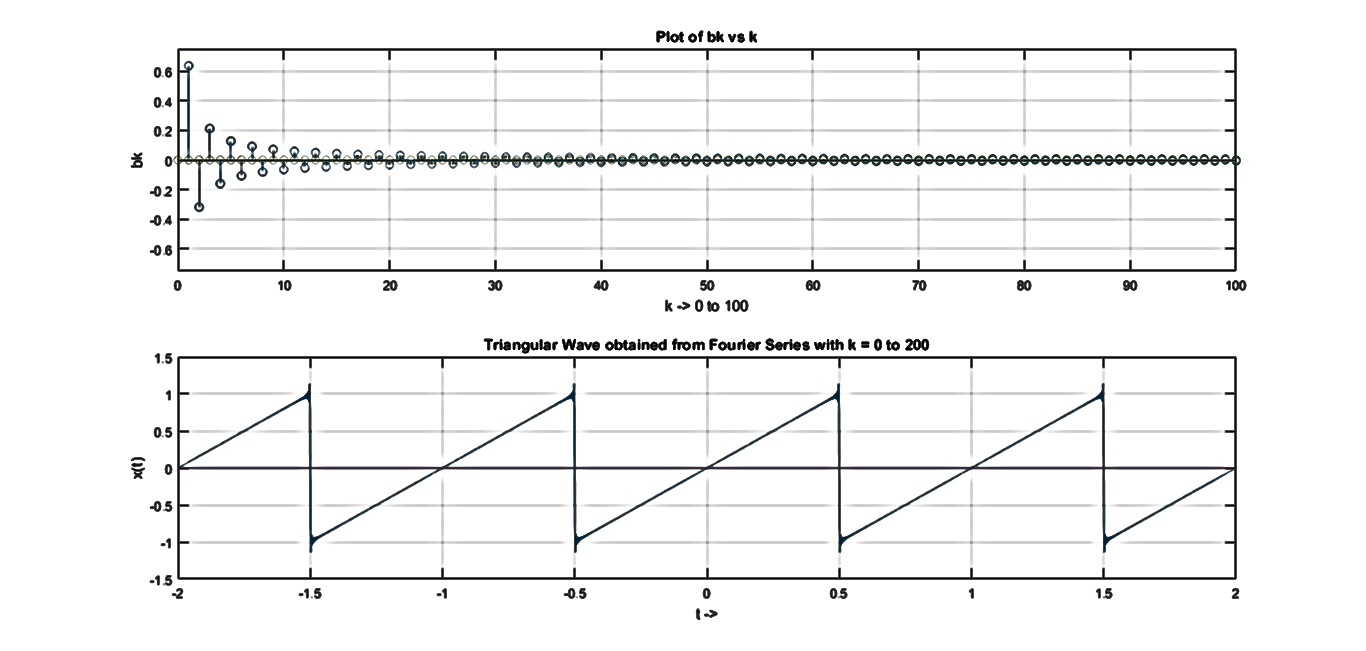 Plot of bk vs k
0.6
0.4
0.2
0
-0.2
-0.4
-0.6
bk
0 10 20 30 40 50 60 70 80 90 100
k -> 0 to 100
Triangular Wave obtained from Fourier Series with k = 0 to 200
1.5
1
0.5
0
-0.5
-1
-1.5
x(t)
-2 -1.5 -1 -0.5 0 0.5 1 1.5 2
t ->